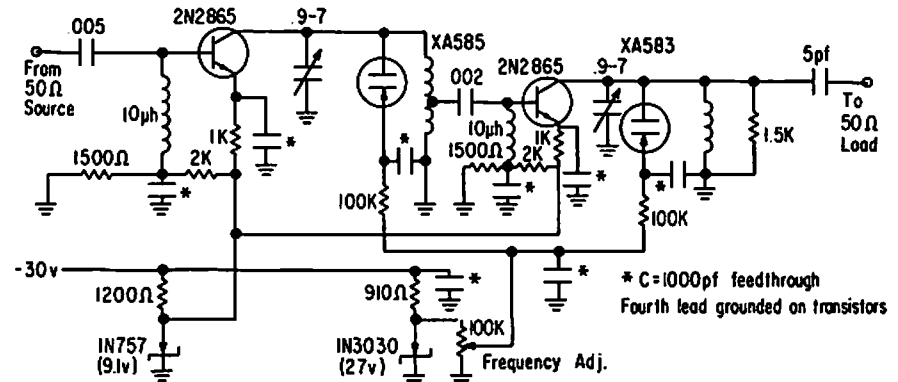 .005
2N2865
.9-7
XA585
From
50Ω
Source
10μh
1K
*
1500Ω
2K
*
*
100K
002
2N2865
.9-7
XA583
5pf
10μh
1500Ω
1K
2K
*
*
*
1.5K
To
50Ω
Load
100K
-30v
1200Ω
1N757
(9.1v)
910Ω
*
1N3030
(27v)
100K
Frequency Adj.
*
* C=1000pf feedthrough
Fourth lead grounded on transistors